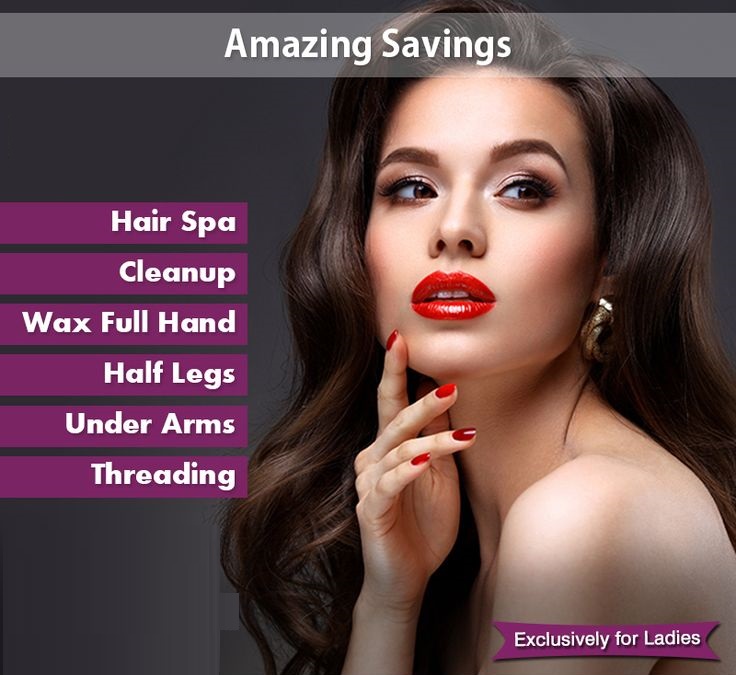 Amazing Savings
Hair Spa
Cleanup
Wax Full Hand
Half Legs
Under Arms
Threading
Exclusively for Ladies